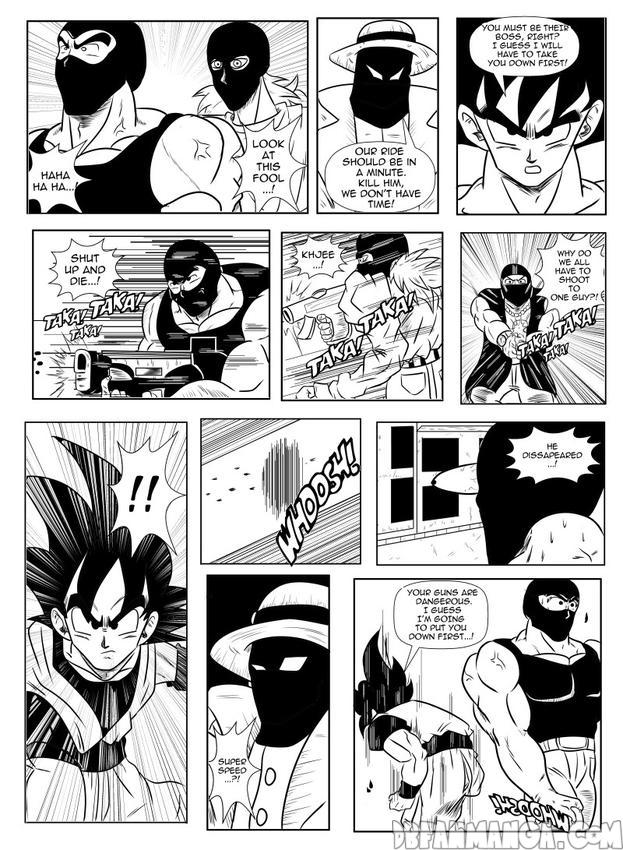 HAHA
HA HA...!
LOOK
AT
THIS
FOOL
...!
OUR RIDE
SHOULD BE IN
A MINUTE.
KILL HIM,
WE DON'T HAVE
TIME!
YOU MUST BE THEIR
BOSS, RIGHT?
I GUESS I WILL
HAVE TO TAKE
YOU DOWN FIRST!
SHUT
UP AND
DIE...!
TAKA! TAKA!
TAKA!
KHJEE
...!
TAKA! TAKA!
WHY DO
WE ALL
HAVE TO
SHOOT
TO
ONE GUY?!
TAKA! TAKA!
TAKA!
!!
WHOOSH!
HE
DISSAPEARED
...!
SUPER
SPEED
...?!
YOUR GUNS ARE
DANGEROUS.
I GUESS
I'M GOING
TO PUT YOU
DOWN FIRST...!
WHOOSH!
DBFANMANGA.COM